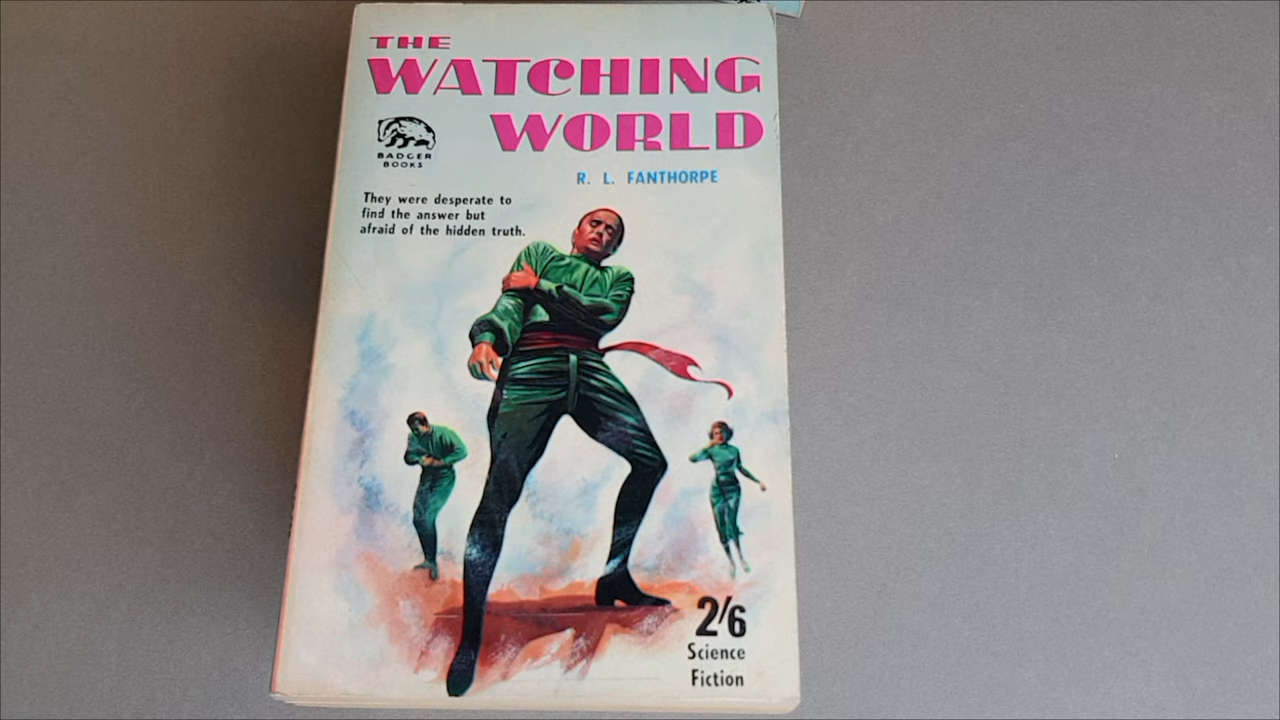 THE
WATCHING
WORLD
BADGER
BOOKS
R. L. FANTHORPE
They were desperate to
find the answer but
afraid of the hidden truth.
2/6
Science
Fiction